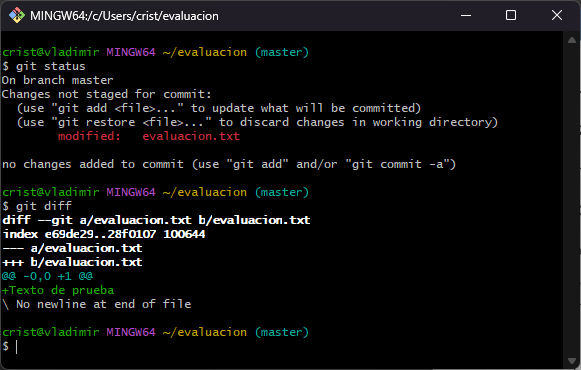 MINGW64:/c/Users/crist/evaluacion
crist@vladimir MINGW64 ~/evaluacion (master)
$ git status
On branch master
Changes not staged for commit:
  (use "git add <file>..." to update what will be committed)
  (use "git restore <file>..." to discard changes in working directory)
        modified:   evaluacion.txt

no changes added to commit (use "git add" and/or "git commit -a")

crist@vladimir MINGW64 ~/evaluacion (master)
$ git diff
diff --git a/evaluacion.txt b/evaluacion.txt
index e69de29..28f0107 100644
--- a/evaluacion.txt
+++ b/evaluacion.txt
@@ -0,0 +1 @@
+Texto de prueba
\ No newline at end of file

crist@vladimir MINGW64 ~/evaluacion (master)
$